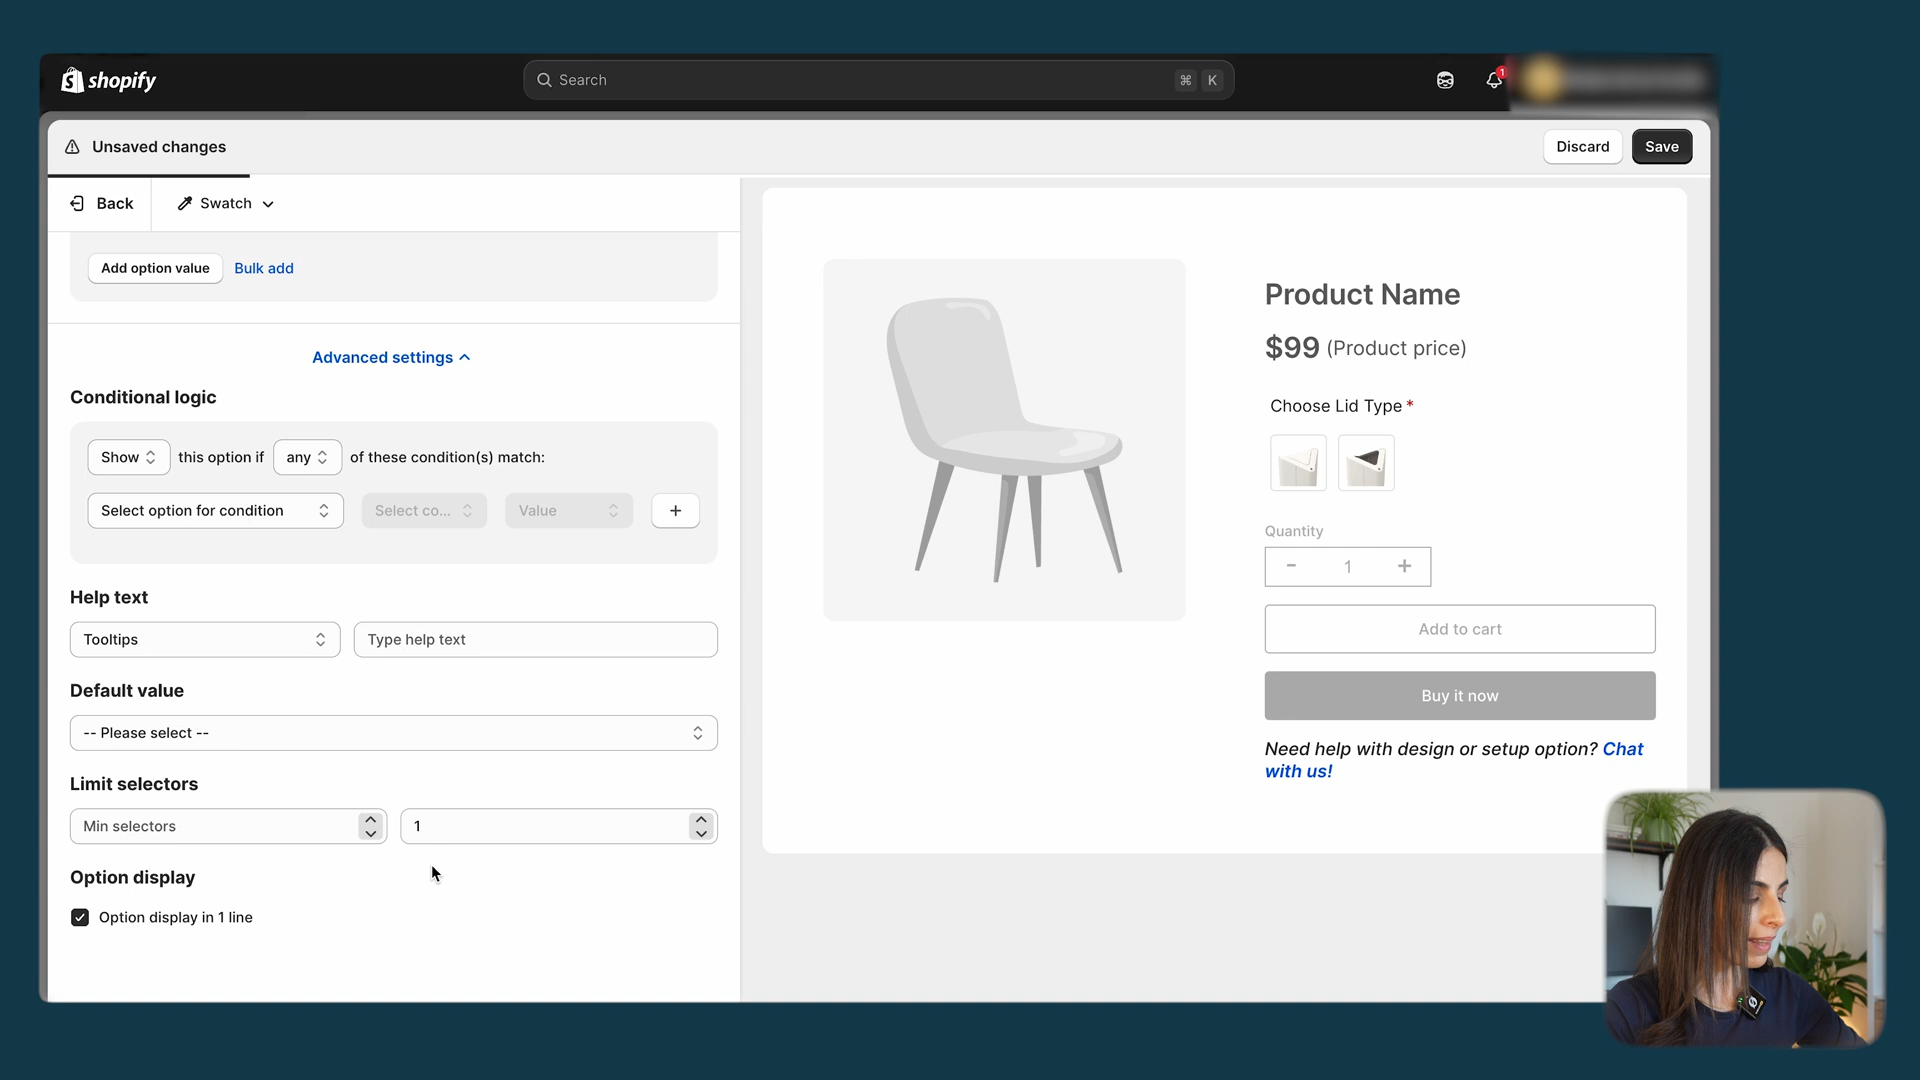 shopify
Search
⌘ K
1
Unsaved changes
Discard
Save
Back
Swatch
Add option value
Bulk add
Advanced settings
Conditional logic
Show this option if any of these condition(s) match:
Select option for condition
Select co...
Value
+
Help text
Tooltips
Type help text
Default value
-- Please select --
Limit selectors
Min selectors
1
Option display
Option display in 1 line
Product Name
$99 (Product price)
Choose Lid Type *
Quantity
- 1 +
Add to cart
Buy it now
Need help with design or setup option? Chat
with us!